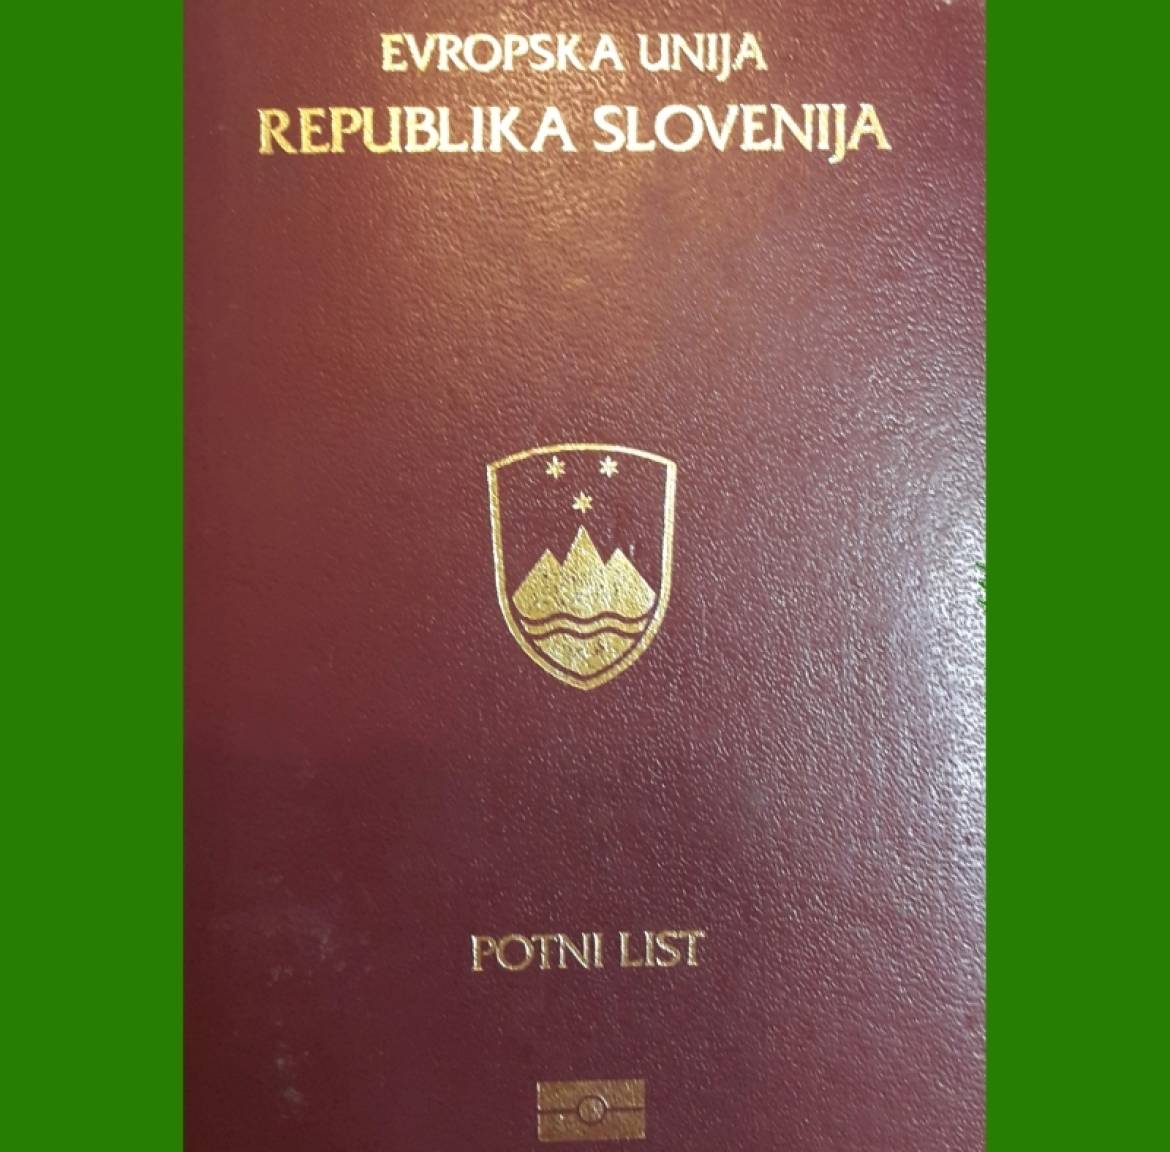 EVROPSKA UNIJA
REPUBLIKA SLOVENIJA
POTNI LIST